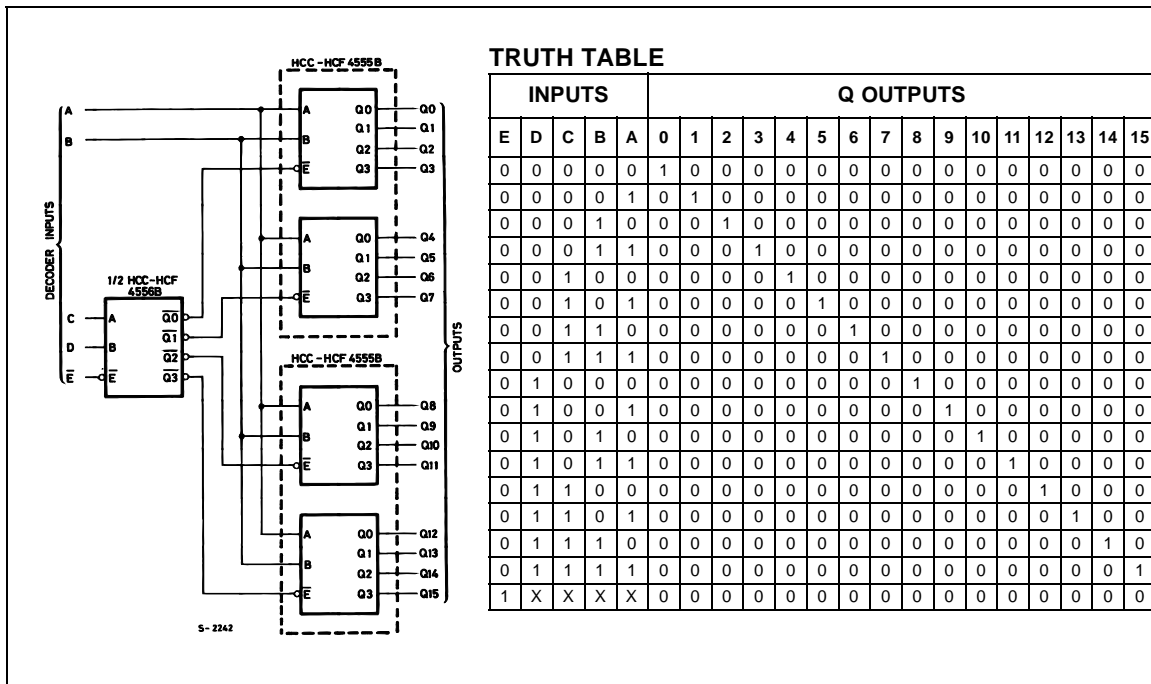 HCC-HCF 4555B
A
B
A
B
E
Q0
Q1
Q2
Q3
Q0
Q1
Q2
Q3
A
B
E
Q0
Q1
Q2
Q3
Q4
Q5
Q6
Q7
DECODER INPUTS
1/2 HCC-HCF
4556B
C
D
E
A
B
E
Q0
Q1
Q2
Q3
HCC-HCF 4555B
A
B
E
Q0
Q1
Q2
Q3
Q8
Q9
Q10
Q11
A
B
E
Q0
Q1
Q2
Q3
Q12
Q13
Q14
Q15
OUTPUTS
S-2242
TRUTH TABLE
INPUTS Q OUTPUTS
E D C B A 0 1 2 3 4 5 6 7 8 9 10 11 12 13 14 15
0 0 0 0 0 1 0 0 0 0 0 0 0 0 0 0 0 0 0 0 0
0 0 0 0 1 0 1 0 0 0 0 0 0 0 0 0 0 0 0 0 0
0 0 0 1 0 0 0 1 0 0 0 0 0 0 0 0 0 0 0 0 0
0 0 0 1 1 0 0 0 1 0 0 0 0 0 0 0 0 0 0 0 0
0 0 1 0 0 0 0 0 0 1 0 0 0 0 0 0 0 0 0 0 0
0 0 1 0 1 0 0 0 0 0 1 0 0 0 0 0 0 0 0 0 0
0 0 1 1 0 0 0 0 0 0 0 1 0 0 0 0 0 0 0 0 0
0 0 1 1 1 0 0 0 0 0 0 0 1 0 0 0 0 0 0 0 0
0 1 0 0 0 0 0 0 0 0 0 0 0 1 0 0 0 0 0 0 0
0 1 0 0 1 0 0 0 0 0 0 0 0 0 1 0 0 0 0 0 0
0 1 0 1 0 0 0 0 0 0 0 0 0 0 0 1 0 0 0 0 0
0 1 0 1 1 0 0 0 0 0 0 0 0 0 0 0 1 0 0 0 0
0 1 1 0 0 0 0 0 0 0 0 0 0 0 0 0 0 1 0 0 0
0 1 1 0 1 0 0 0 0 0 0 0 0 0 0 0 0 0 1 0 0
0 1 1 1 0 0 0 0 0 0 0 0 0 0 0 0 0 0 0 1 0
0 1 1 1 1 0 0 0 0 0 0 0 0 0 0 0 0 0 0 0 1
1 X X X X 0 0 0 0 0 0 0 0 0 0 0 0 0 0 0 0